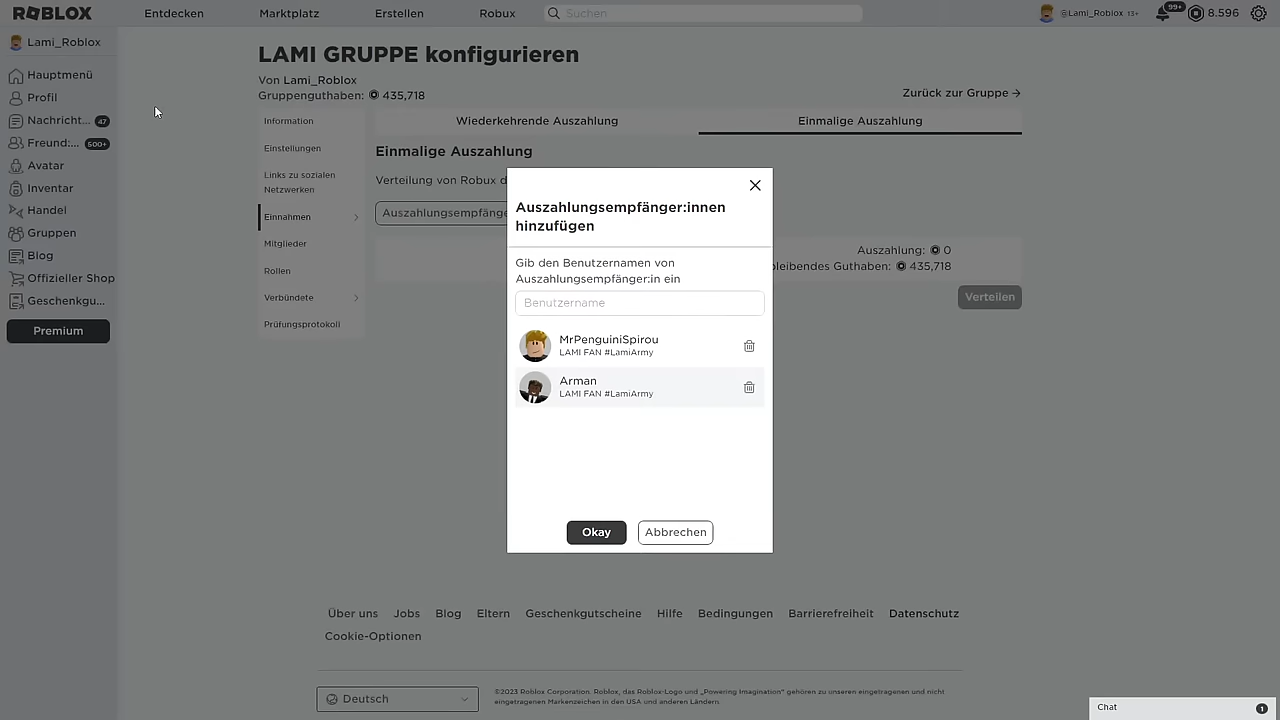 ROBLOX
Entdecken
Marktplatz
Erstellen
Robux
Suchen
@Lami_Roblox 13+
99+
8.596
Lami_Roblox
Hauptmenü
Profil
Nachricht... 47
Freund:... 500+
Avatar
Inventar
Handel
Gruppen
Blog
Offizieller Shop
Geschenkgu...
Premium
LAMI GRUPPE konfigurieren
Von Lami_Roblox
Gruppenguthaben: 435,718
Zurück zur Gruppe →
Information
Einstellungen
Links zu sozialen
Netzwerken
Einnahmen
Mitglieder
Rollen
Verbündete
Prüfungsprotokoll
Wiederkehrende Auszahlung
Einmalige Auszahlung
Einmalige Auszahlung
Verteilung von Robux d
Auszahlungsempfänge
Auszahlung: 0
bleibendes Guthaben: 435,718
Verteilen
Auszahlungsempfänger:innen
hinzufügen
Gib den Benutzernamen von
Auszahlungsempfänger:in ein
Benutzername
MrPenguiniSpirou
LAMI FAN #LamiArmy
Arman
LAMI FAN #LamiArmy
Okay
Abbrechen
Über uns Jobs Blog Eltern Geschenkgutscheine Hilfe Bedingungen Barrierefreiheit Datenschutz
Cookie-Optionen
Deutsch
©2023 Roblox Corporation. Roblox, das Roblox-Logo und „Powering Imagination" gehören zu unseren eingetragenen und nicht
eingetragenen Markenzeichen in den USA und anderen Ländern.
Chat
1